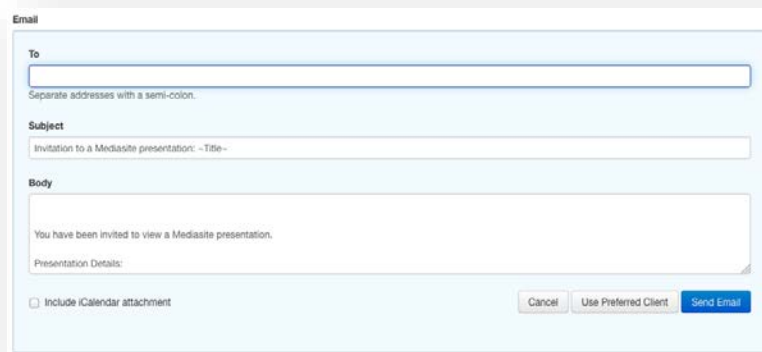 Email
To
Separate addresses with a semi-colon.
Subject
Invitation to a Mediasite presentation: ~Title~
Body
You have been invited to view a Mediasite presentation.
Presentation Details:
Include iCalendar attachment
Cancel Use Preferred Client Send Email